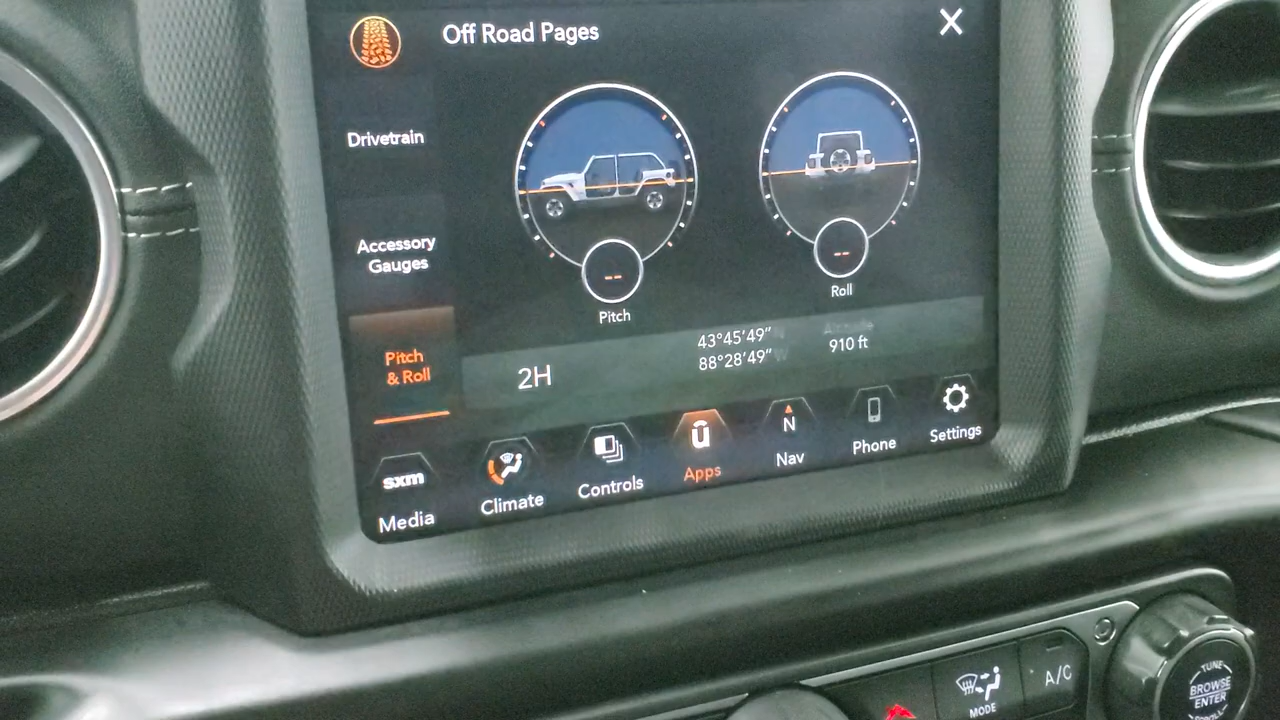 Off Road Pages
X
Drivetrain
Accessory
Gauges
Pitch
& Roll
--
Pitch
--
Roll
2H
43°45'49"N
88°28'49"W
Altitude
910 ft
sxm
Media
Climate
Controls
û
Apps
N
Nav
Phone
Settings
MODE
A/C
TUNE
BROWSE
ENTER